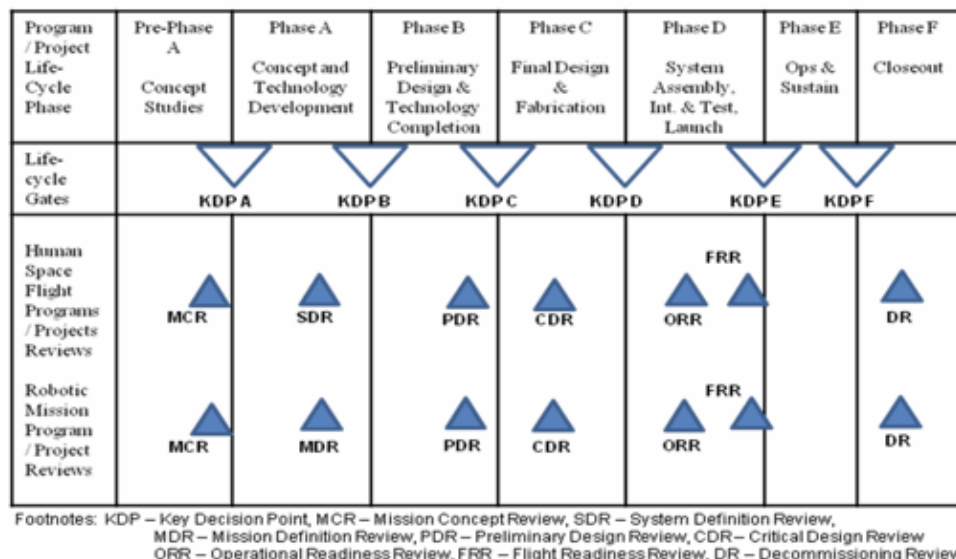 Program
/ Project
Life-
Cycle
Phase
Pre-Phase
A
Concept
Studies
Phase A
Concept and
Technology
Development
Phase B
Preliminary
Design &
Technology
Completion
Phase C
Final Design
&
Fabrication
Phase D
System
Assembly,
Int. & Test,
Launch
Phase E
Ops &
Sustain
Phase F
Closeout
Life-
cycle
Gates
KDP A
KDP B
KDP C
KDP D
KDP E
KDP F
Human
Space
Flight
Programs
/ Projects
Reviews
MCR
SDR
PDR
CDR
ORR
FRR
DR
Robotic
Mission
Program
/ Project
Reviews
MCR
MDR
PDR
CDR
ORR
FRR
DR
Footnotes: KDP – Key Decision Point, MCR – Mission Concept Review, SDR – System Definition Review,
MDR – Mission Definition Review, PDR – Preliminary Design Review, CDR – Critical Design Review
ORR – Operational Readiness Review, FRR – Flight Readiness Review, DR – Decommissioning Review